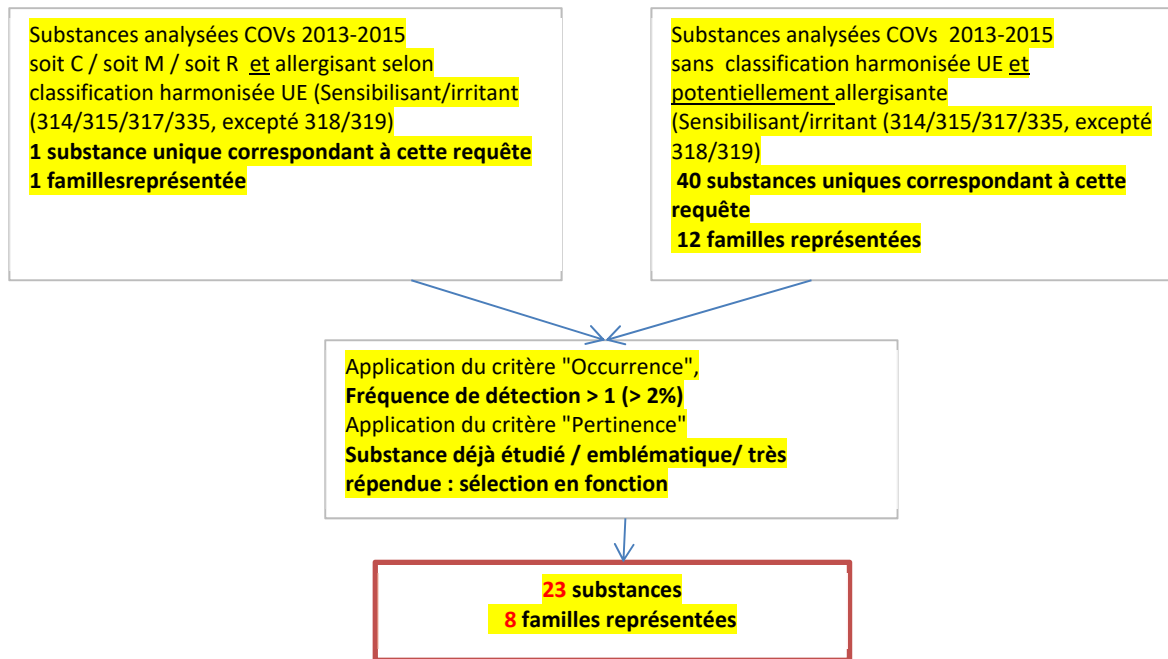 Substances analysées COVs 2013-2015
soit C / soit M / soit R et allergisant selon
classification harmonisée UE (Sensibilisant/irritant
(314/315/317/335, excepté 318/319)
1 substance unique correspondant à cette requête
1 famillesreprésentée
Substances analysées COVs 2013-2015
sans classification harmonisée UE et
potentiellement allergisante
(Sensibilisant/irritant (314/315/317/335, excepté
318/319)
40 substances uniques correspondant à cette
requête
12 familles représentées
Application du critère "Occurrence",
Fréquence de détection > 1 (> 2%)
Application du critère "Pertinence"
Substance déjà étudié / emblématique/ très
répendue : sélection en fonction
23 substances
8 familles représentées